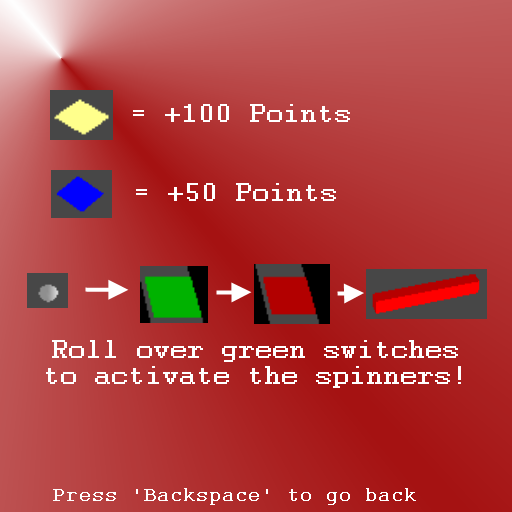 = +100 Points
= +50 Points
Roll over green switches
to activate the spinners!
Press 'Backspace' to go back